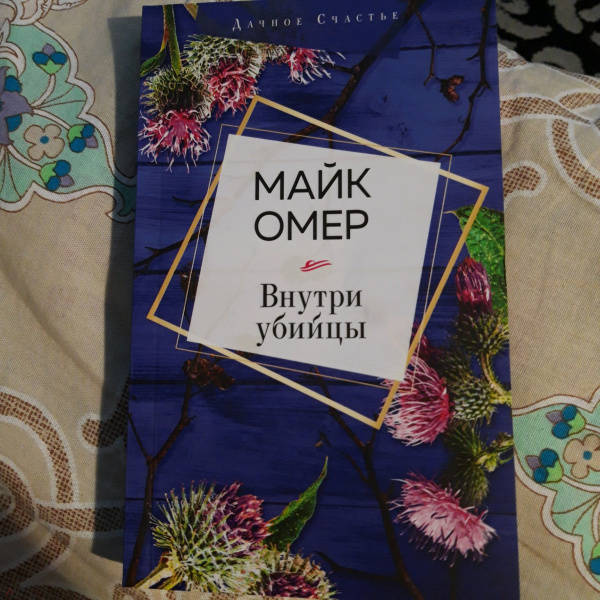 Дачное Счастье
МАЙК
ОМЕР
Внутри
убийцы